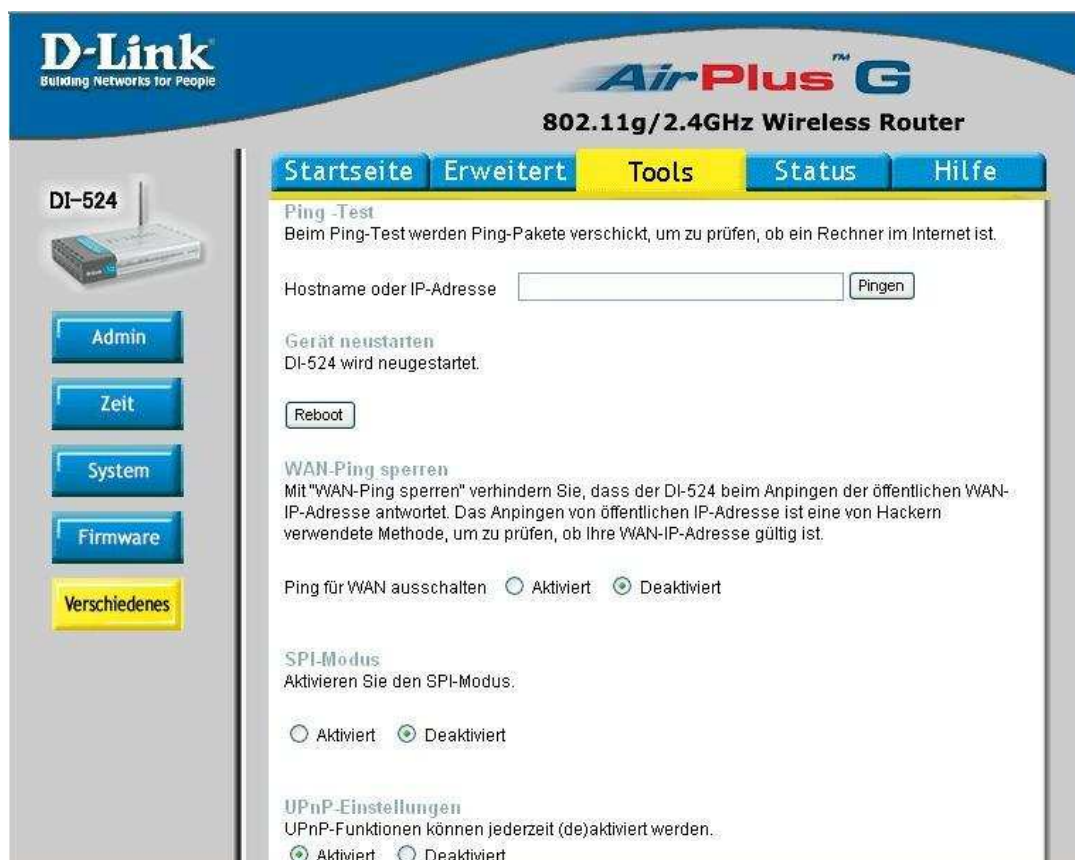 D-Link
Building Networks for People
AirPlus™ G
802.11g/2.4GHz Wireless Router
DI-524
Startseite Erweitert Tools Status Hilfe
Admin
Zeit
System
Firmware
Verschiedenes
Ping -Test
Beim Ping-Test werden Ping-Pakete verschickt, um zu prüfen, ob ein Rechner im Internet ist.
Hostname oder IP-Adresse Pingen
Gerät neustarten
DI-524 wird neugestartet.
Reboot
WAN-Ping sperren
Mit "WAN-Ping sperren" verhindern Sie, dass der DI-524 beim Anpingen der öffentlichen WAN-
IP-Adresse antwortet. Das Anpingen von öffentlichen IP-Adresse ist eine von Hackern
verwendete Methode, um zu prüfen, ob Ihre WAN-IP-Adresse gültig ist.
Ping für WAN ausschalten Aktiviert Deaktiviert
SPI-Modus
Aktivieren Sie den SPI-Modus.
Aktiviert Deaktiviert
UPnP-Einstellungen
UPnP-Funktionen können jederzeit (de)aktiviert werden.
Aktiviert Deaktiviert